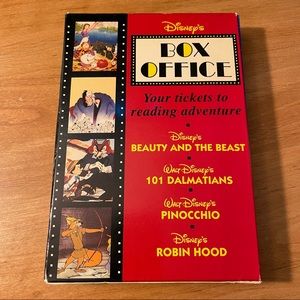 Disney's
BOX
OFFICE
Your tickets to
reading adventure
Disney's
BEAUTY AND THE BEAST
Walt Disney's
101 DALMATIANS
Walt Disney's
PINOCCHIO
Disney's
ROBIN HOOD